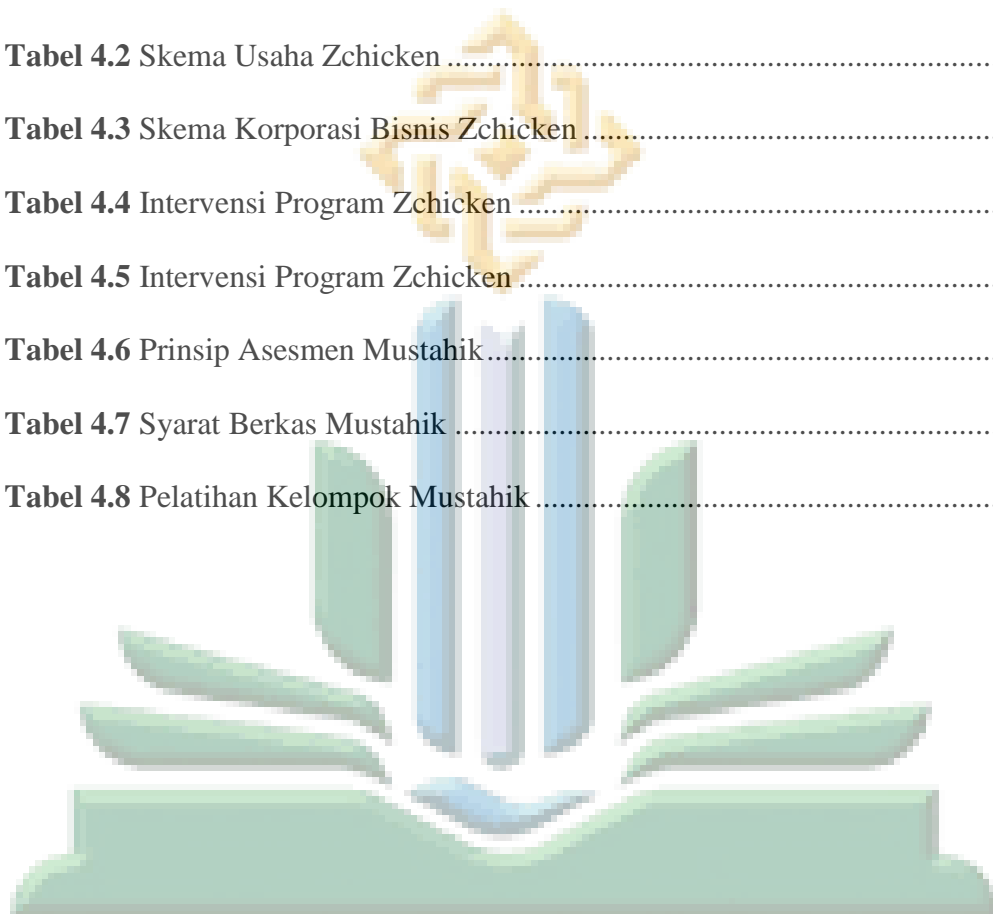 Tabel 4.2 Skema Usaha Zchicken ....................................................................
Tabel 4.3 Skema Korporasi Bisnis Zchicken ...................................................
Tabel 4.4 Intervensi Program Zchicken ...........................................................
Tabel 4.5 Intervensi Program Zchicken ...........................................................
Tabel 4.6 Prinsip Asesmen Mustahik...............................................................
Tabel 4.7 Syarat Berkas Mustahik ...................................................................
Tabel 4.8 Pelatihan Kelompok Mustahik .........................................................